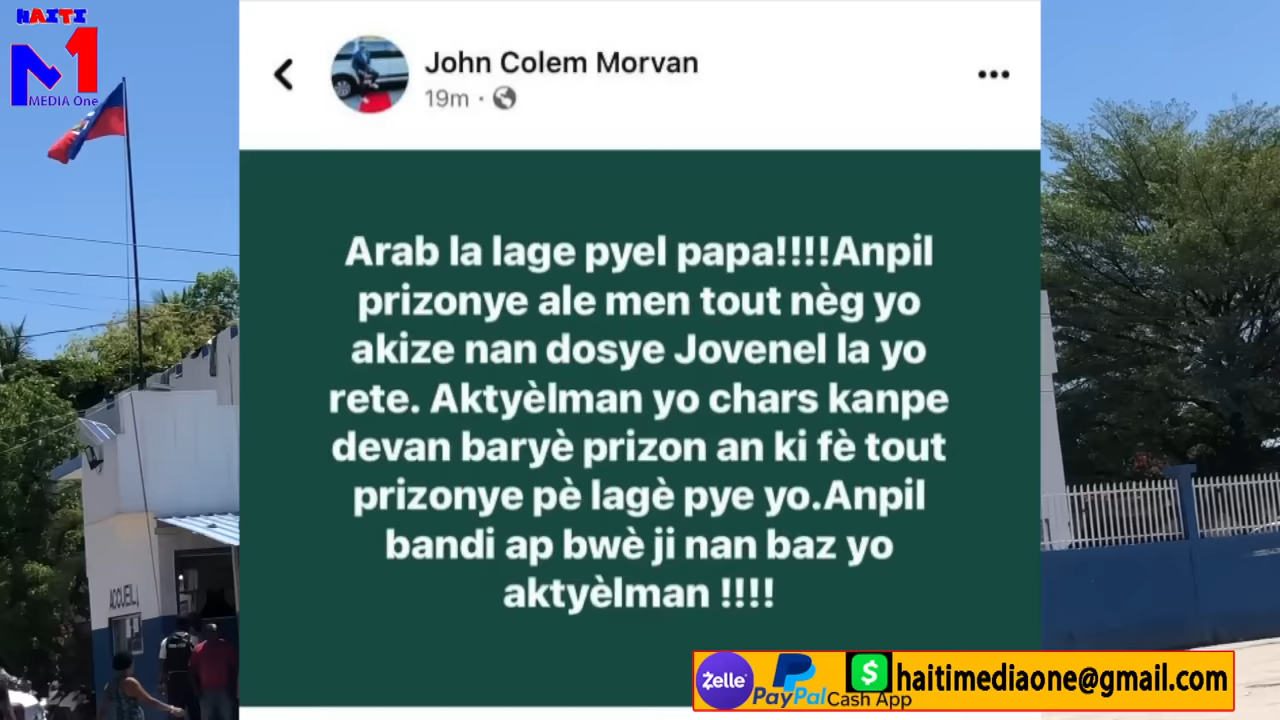 HAITI
M1
MEDIA One
John Colem Morvan
19m ·
Arab la lage pyel papa!!!!Anpil
prizonye ale men tout nèg yo
akize nan dosye Jovenel la yo
rete. Aktyèlman yo chars kanpe
devan baryè prizon an ki fè tout
prizonye pè lagè pye yo.Anpil
bandi ap bwè ji nan baz yo
aktyèlman !!!!
ACCUEIL
Zelle
PayPal
$
Cash App
haitimediaone@gmail.com